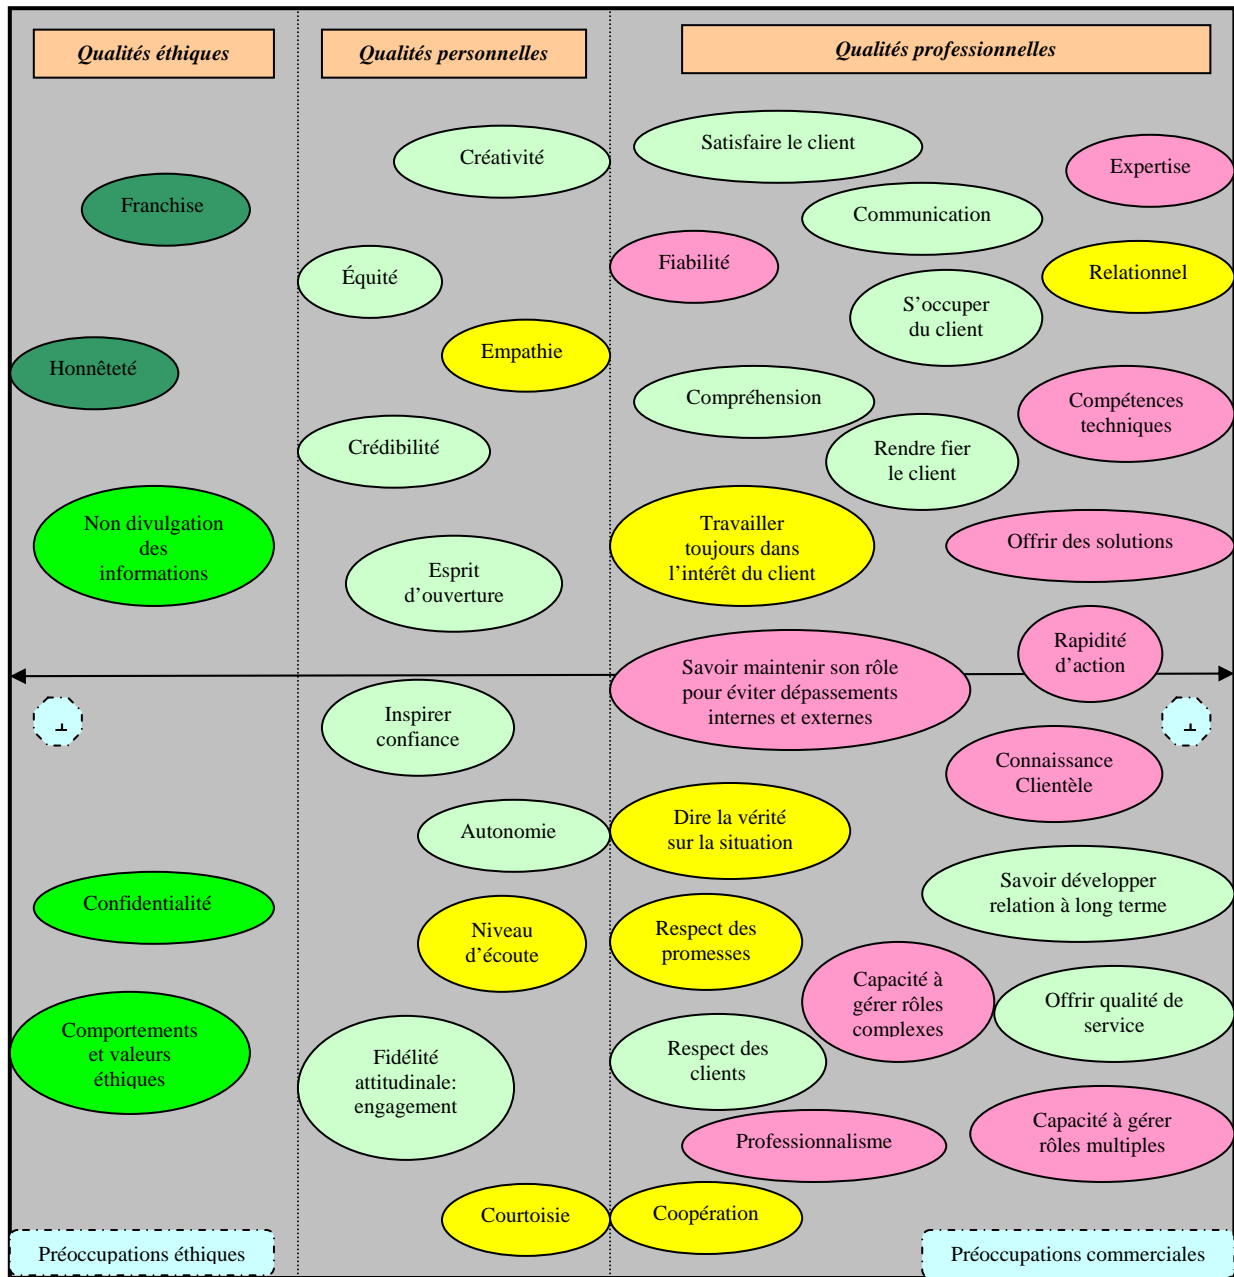 Qualités éthiques
Qualités personnelles
Qualités professionnelles
Créativité
Satisfaire le client
Expertise
Franchise
Communication
Équité
Fiabilité
Relationnel
S’occuper
du client
Honnêteté
Empathie
Compréhension
Compétences
techniques
Crédibilité
Rendre fier
le client
Non divulgation
des
informations
Travailler
toujours dans
l’intérêt du client
Offrir des solutions
Esprit
d’ouverture
Rapidité
d’action
Savoir maintenir son rôle
pour éviter dépassements
internes et externes
Inspirer
confiance
Connaissance
Clientèle
Autonomie
Dire la vérité
sur la situation
Savoir développer
relation à long terme
Confidentialité
Niveau
d’écoute
Respect des
promesses
Capacité à
gérer rôles
complexes
Offrir qualité de
service
Comportements
et valeurs
éthiques
Fidélité
attitudinale:
engagement
Respect des
clients
Capacité à gérer
rôles multiples
Professionnalisme
Courtoisie
Coopération
Préoccupations éthiques
Préoccupations commerciales